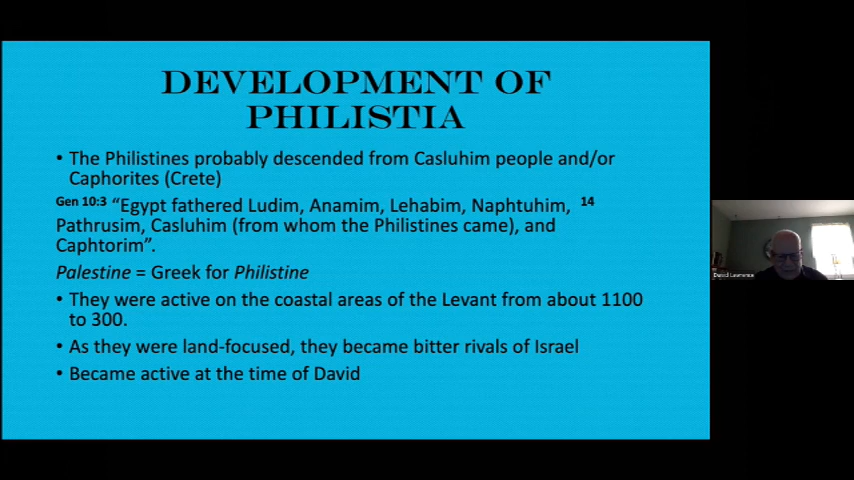 DEVELOPMENT OF
PHILISTIA
• The Philistines probably descended from Casluhim people and/or
Caphorites (Crete)
Gen 10:3 “Egypt fathered Ludim, Anamim, Lehabim, Naphtuhim, 14
Pathrusim, Casluhim (from whom the Philistines came), and
Caphtorim”.
Palestine = Greek for Philistine
• They were active on the coastal areas of the Levant from about 1100
to 300.
• As they were land-focused, they became bitter rivals of Israel
• Became active at the time of David
David Lawrence